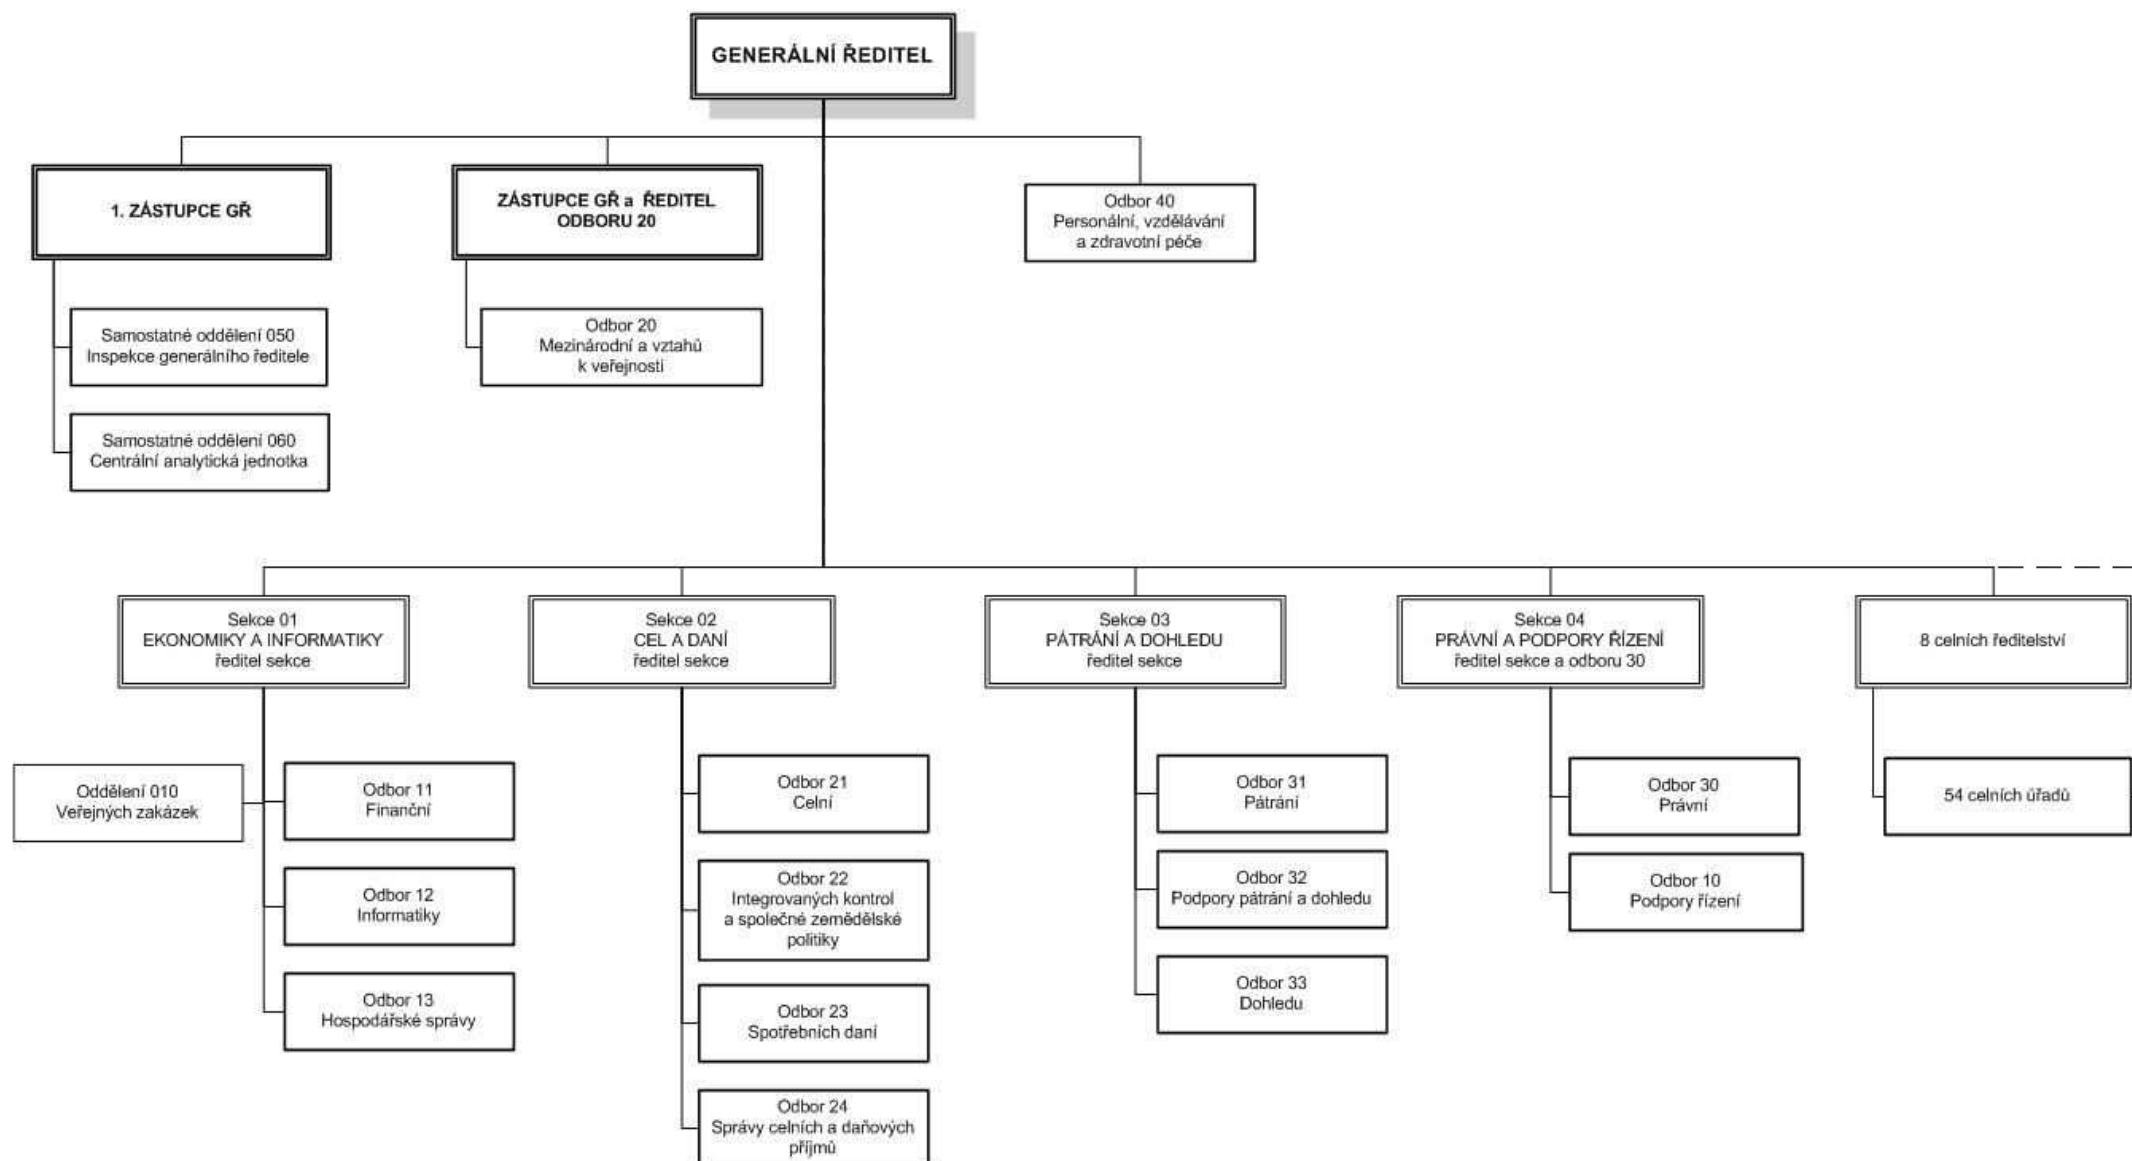 GENERÁLNÍ ŘEDITEL
1. ZÁSTUPCE GŘ
ZÁSTUPCE GŘ a ŘEDITEL
ODBORU 20
Odbor 40
Personální, vzdělávání
a zdravotní péče
Samostatné oddělení 050
Inspekce generálního ředitele
Odbor 20
Mezinárodní a vztahů
k veřejnosti
Samostatné oddělení 060
Centrální analytická jednotka
Sekce 01
EKONOMIKY A INFORMATIKY
ředitel sekce
Sekce 02
CEL A DANÍ
ředitel sekce
Sekce 03
PÁTRÁNÍ A DOHLEDU
ředitel sekce
Sekce 04
PRÁVNÍ A PODPORY ŘÍZENÍ
ředitel sekce a odboru 30
8 celních ředitelství
Oddělení 010
Veřejných zakázek
Odbor 11
Finanční
Odbor 12
Informatiky
Odbor 13
Hospodářské správy
Odbor 21
Celní
Odbor 22
Integrovaných kontrol
a společné zemědělské
politiky
Odbor 23
Spotřebních daní
Odbor 24
Správy celních a daňových
příjmů
Odbor 31
Pátrání
Odbor 32
Podpory pátrání a dohledu
Odbor 33
Dohledu
Odbor 30
Právní
Odbor 10
Podpory řízení
54 celních úřadů